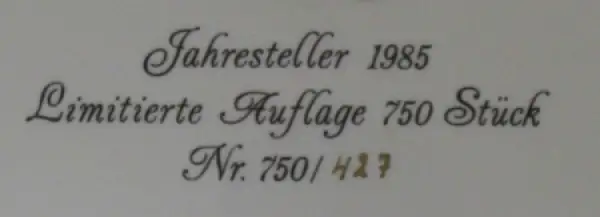 Jahresteller 1985
Limitierte Auflage 750 Stück
Nr. 750/ 427